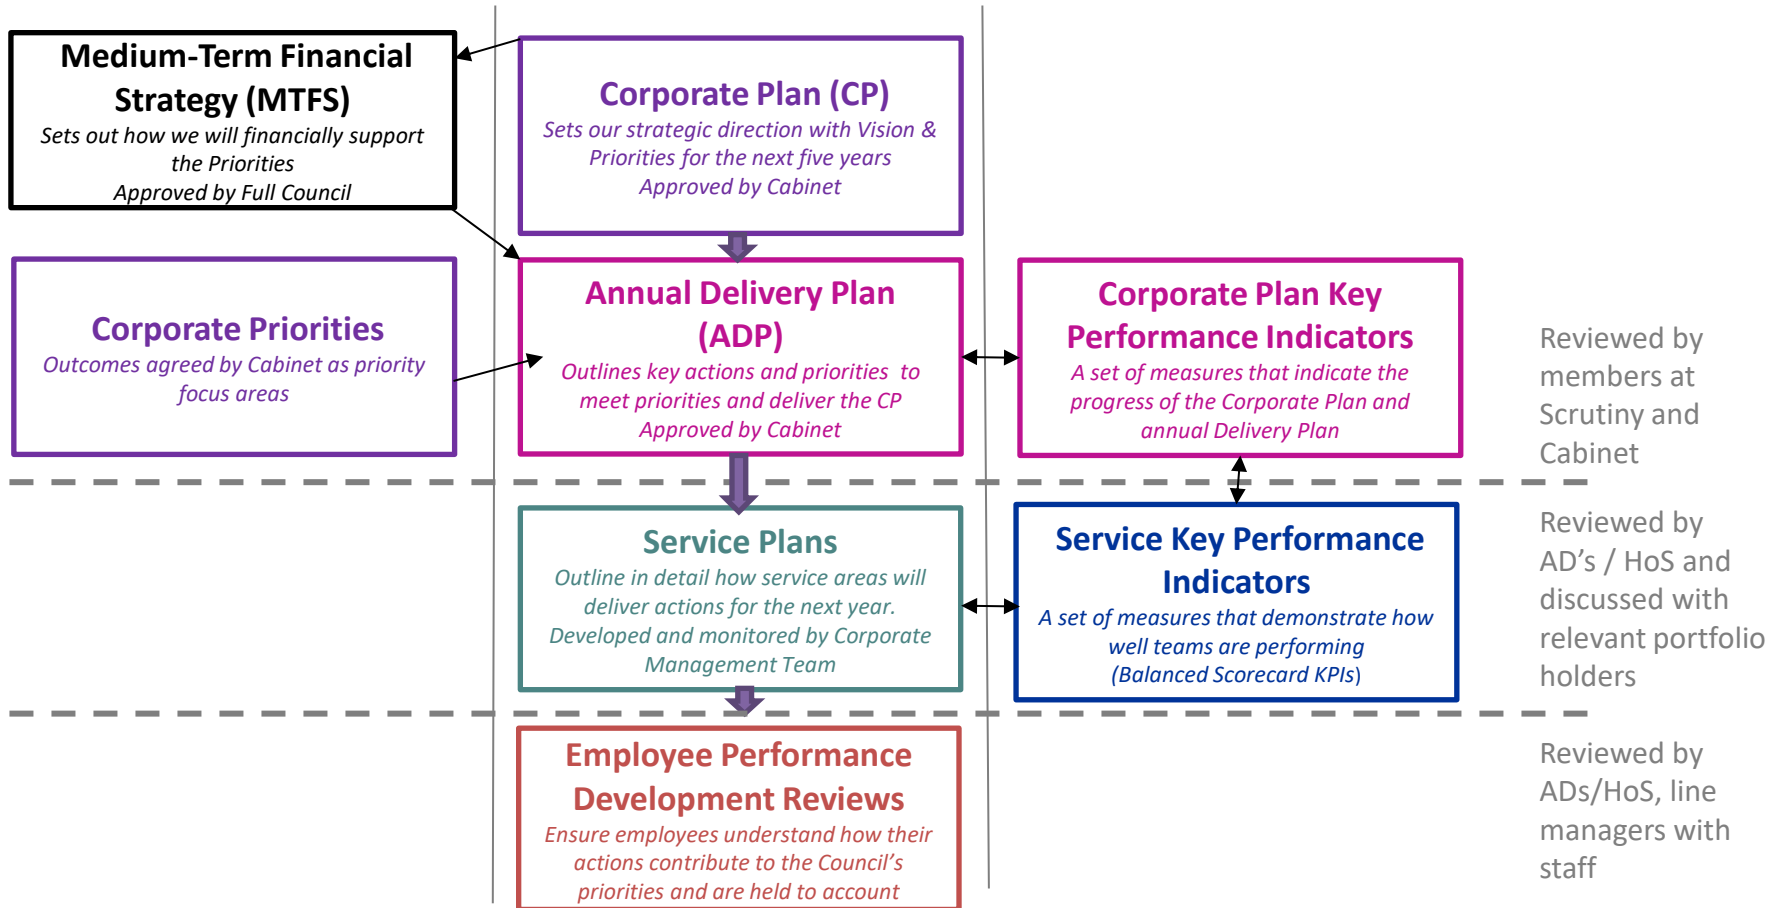 Medium-Term Financial
Strategy (MTFS)
Sets out how we will financially support
the Priorities
Approved by Full Council
Corporate Plan (CP)
Sets our strategic direction with Vision &
Priorities for the next five years
Approved by Cabinet
Corporate Priorities
Outcomes agreed by Cabinet as priority
focus areas
Annual Delivery Plan
(ADP)
Outlines key actions and priorities  to
meet priorities and deliver the CP
Approved by Cabinet
Corporate Plan Key
Performance Indicators
A set of measures that indicate the
progress of the Corporate Plan and
annual Delivery Plan
Reviewed by
members at
Scrutiny and
Cabinet
Service Plans
Outline in detail how service areas will
deliver actions for the next year.
Developed and monitored by Corporate
Management Team
Service Key Performance
Indicators
A set of measures that demonstrate how
well teams are performing
(Balanced Scorecard KPIs)
Reviewed by
AD's / HoS and
discussed with
relevant portfolio
holders
Employee Performance
Development Reviews
Ensure employees understand how their
actions contribute to the Council's
priorities and are held to account
Reviewed by
ADs/HoS, line
managers with
staff